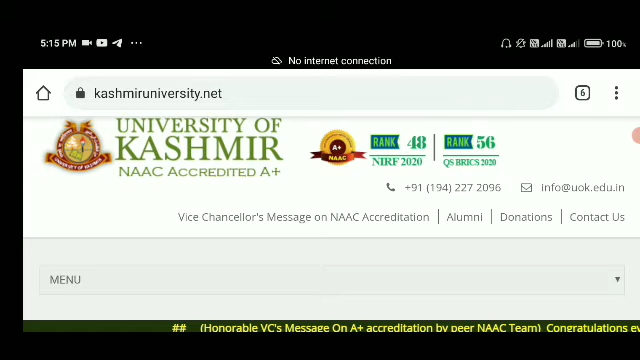 5:15 PM ... 100%
No internet connection
kashmiruniversity.net 6
UNIVERSITY OF
KASHMIR
NAAC ACCREDITED A+
A+
NAAC
RANK 48
NIRF 2020
RANK 56
QS BRICS 2020
+91 (194) 227 2096 info@uok.edu.in
Vice Chancellor's Message on NAAC Accreditation | Alumni | Donations | Contact Us
MENU
## (Honorable VC's Message On A+ accreditation by peer NAAC Team) Congratulations ev